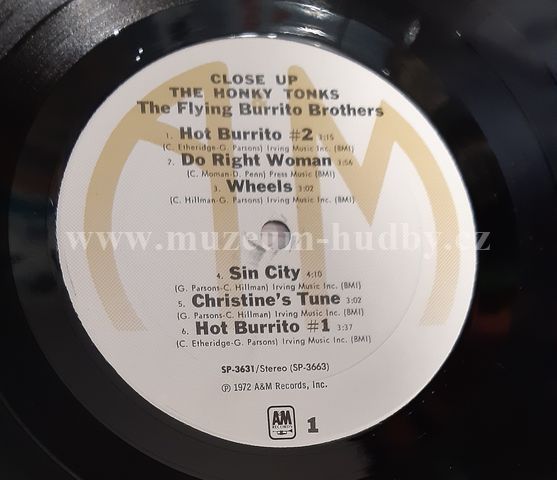 CLOSE UP
THE HONKY TONKS
The Flying Burrito Brothers
1. Hot Burrito #2 3:15
(C. Etheridge-G. Parsons) Irving Music Inc. (BMI)
2. Do Right Woman 3:56
(C. Moman-D. Penn) Press Music (BMI)
3. Wheels 3:02
(C. Hillman-G. Parsons) Irving Music Inc. (BMI)
www.muzeum-hudby.cz
4. Sin City 4:10
(G. Parsons-C. Hillman) Irving Music Inc. (BMI)
5. Christine's Tune 3:02
(G. Parsons-C. Hillman) Irving Music Inc. (BMI)
6. Hot Burrito #1 3:37
(C. Etheridge-G. Parsons) Irving Music Inc. (BMI)
SP-3631/Stereo (SP-3663)
℗ 1972 A&M Records, Inc.
A&M
RECORDS
1